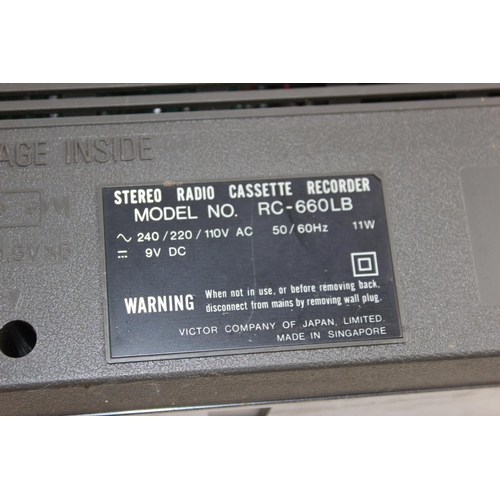 AGE INSIDE
STEREO RADIO CASSETTE RECORDER
MODEL NO. RC-660LB
∿ 240/220/110V AC 50/60Hz 11W
⎓ 9V DC
WARNING When not in use, or before removing back,
disconnect from mains by removing wall plug.
VICTOR COMPANY OF JAPAN, LIMITED.
MADE IN SINGAPORE